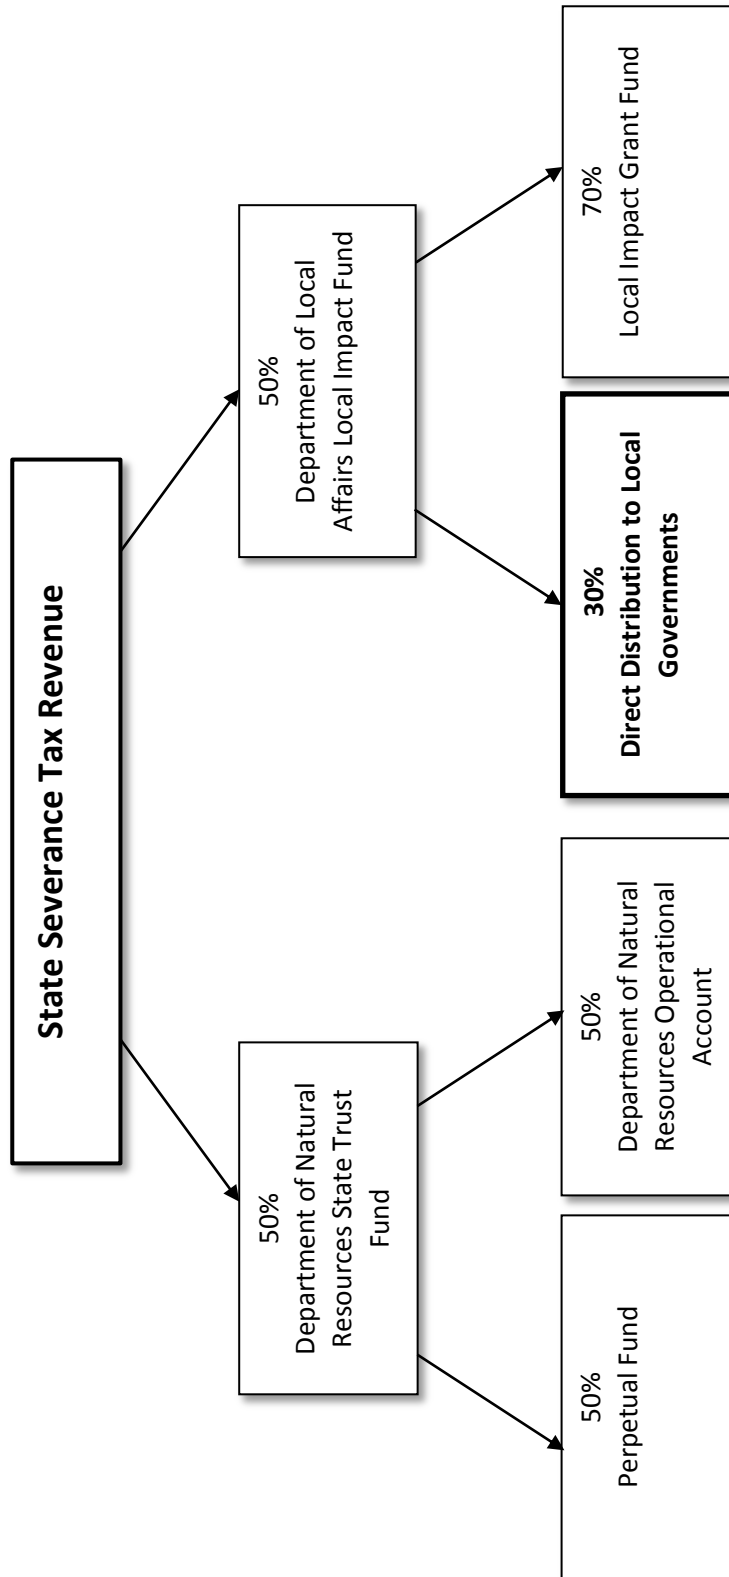 State Severance Tax Revenue
50%
Department of Natural
Resources State Trust
Fund
50%
Department of Local
Affairs Local Impact Fund
50%
Perpetual Fund
50%
Department of Natural
Resources Operational
Account
30%
Direct Distribution to Local
Governments
70%
Local Impact Grant Fund